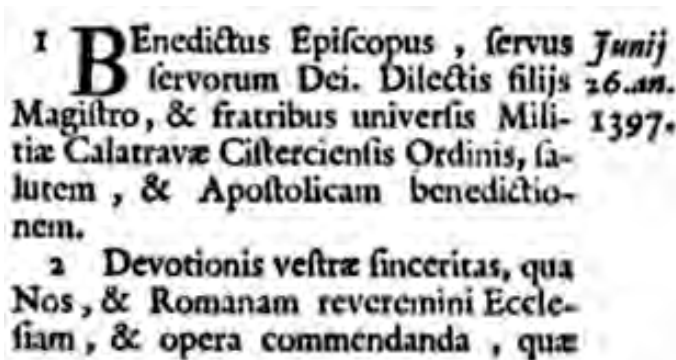 1 BEnedictus Epiſcopus , ſervus
ſervorum Dei. Dilectis filijs
Magiſtro, & fratribus univerſis Mili-
tiæ Calatravæ Ciſtercienſis Ordinis, ſa-
lutem , & Apoſtolicam benedictio-
nem.
2 Devotionis veſtræ ſinceritas, qua
Nos, & Romanam reveremini Eccle-
ſiam , & opera commendanda , quæ
Junij
26.an.
1397.